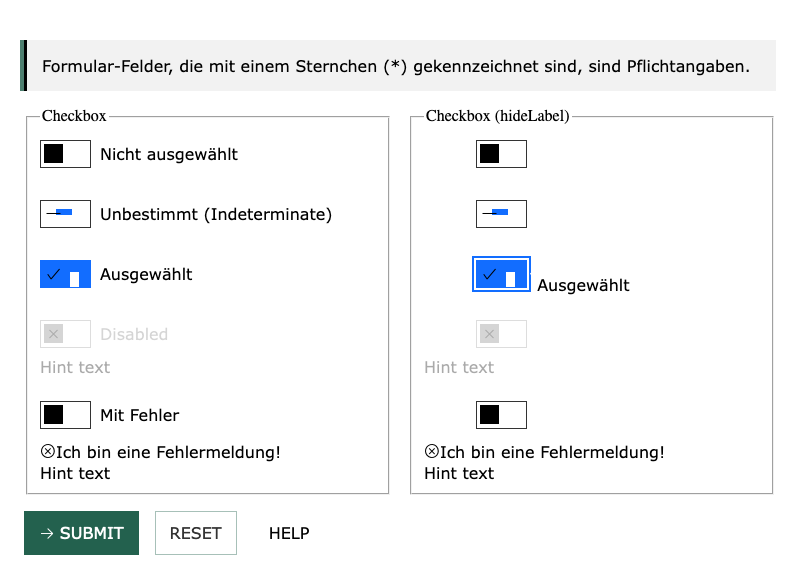 Formular-Felder, die mit einem Sternchen (*) gekennzeichnet sind, sind Pflichtangaben.
Checkbox
Nicht ausgewählt
Unbestimmt (Indeterminate)
Ausgewählt
Disabled
Hint text
Mit Fehler
Ich bin eine Fehlermeldung!
Hint text
Checkbox (hideLabel)
Ausgewählt
Hint text
Ich bin eine Fehlermeldung!
Hint text
→ SUBMIT
RESET
HELP